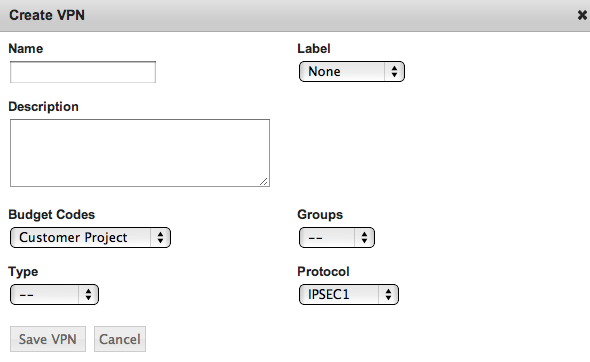 Create VPN
Name
Label
None
Description
Budget Codes
Groups
Customer Project
--
Type
Protocol
--
IPSEC1
Save VPN
Cancel